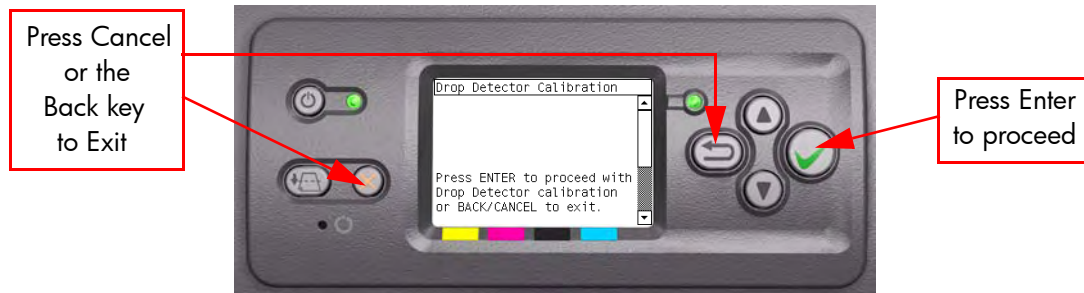 Press Cancel
or the
Back key
to Exit
Drop Detector Calibration
Press ENTER to proceed with
Drop Detector calibration
or BACK/CANCEL to exit.
Press Enter
to proceed